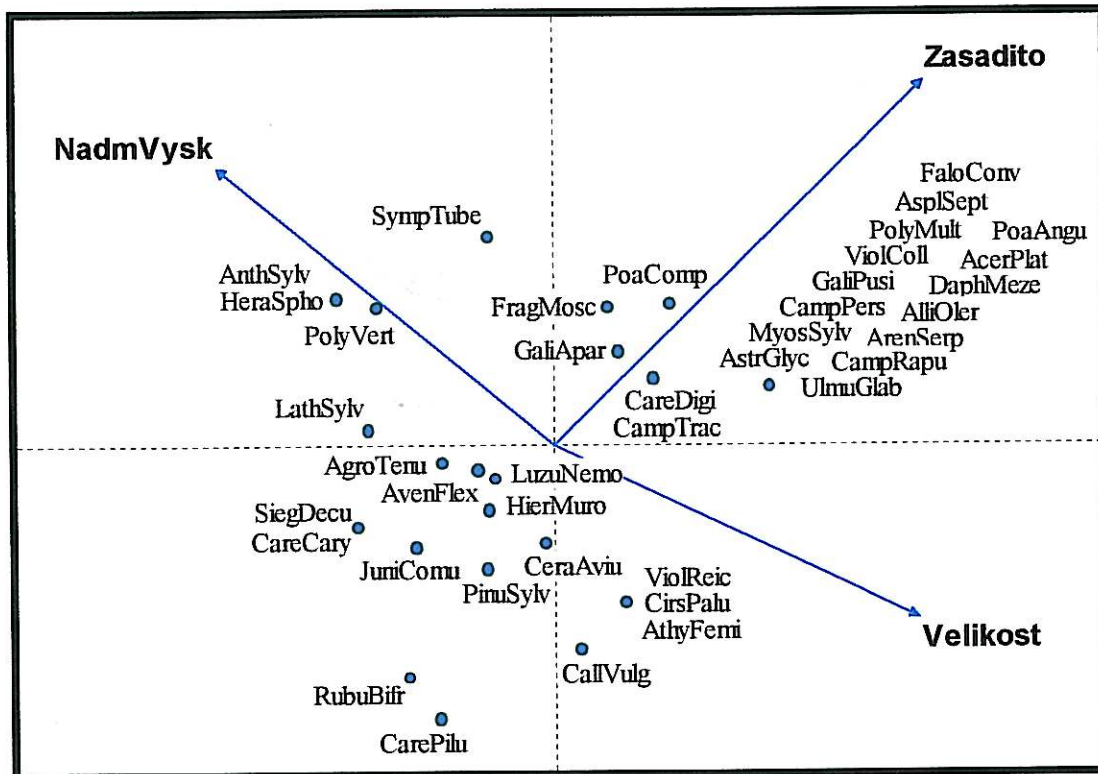 Zasadito
NadmVysk
FaloConv
AsplSept
SympTube
PolyMult PoaAngu
ViolColl AcerPlat
AnthSylv
HeraSpho
PoaComp
GaliPusi DaphMeze
FragMosc
CampPers AlliOler
PolyVert
MyosSylv ArenSerp
GaliApar
AstrGlyc CampRapu
UlmuGlab
CareDigi
CampTrac
LathSylv
AgroTenu
LuzuNemo
AvenFlex
HierMuro
SiegDecu
CareCary
JuniComu
CeraAviu
PinuSylv
ViolReic
CirsPalu
AthyFemi
Velikost
CallVulg
RubuBifr
CarePilu